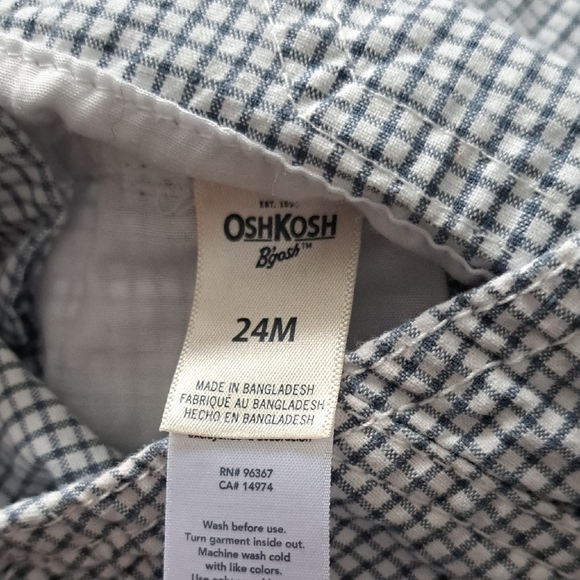 EST. 1895
OSHKOSH
B'gosh™
24M
MADE IN BANGLADESH
FABRIQUÉ AU BANGLADESH
HECHO EN BANGLADESH
RN# 96367
CA# 14974
Wash before use.
Turn garment inside out.
Machine wash cold
with like colors.